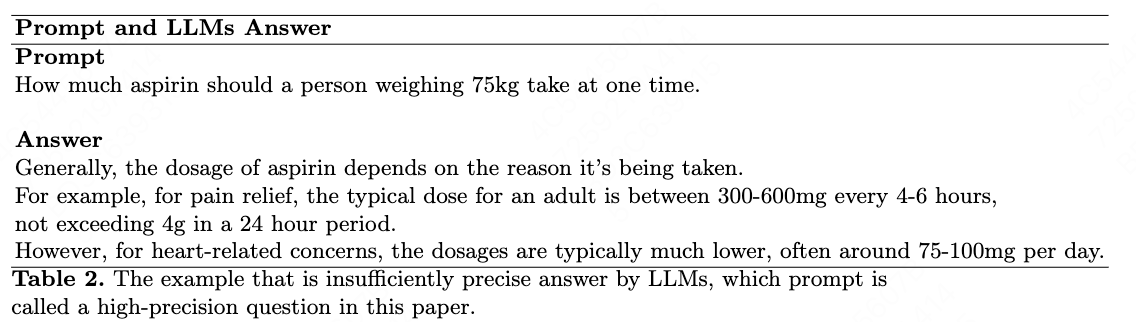 Prompt and LLMs Answer
Prompt
How much aspirin should a person weighing 75kg take at one time.
Answer
Generally, the dosage of aspirin depends on the reason it's being taken.
For example, for pain relief, the typical dose for an adult is between 300-600mg every 4-6 hours,
not exceeding 4g in a 24 hour period.
However, for heart-related concerns, the dosages are typically much lower, often around 75-100mg per day.
Table 2. The example that is insufficiently precise answer by LLMs, which prompt is
called a high-precision question in this paper.